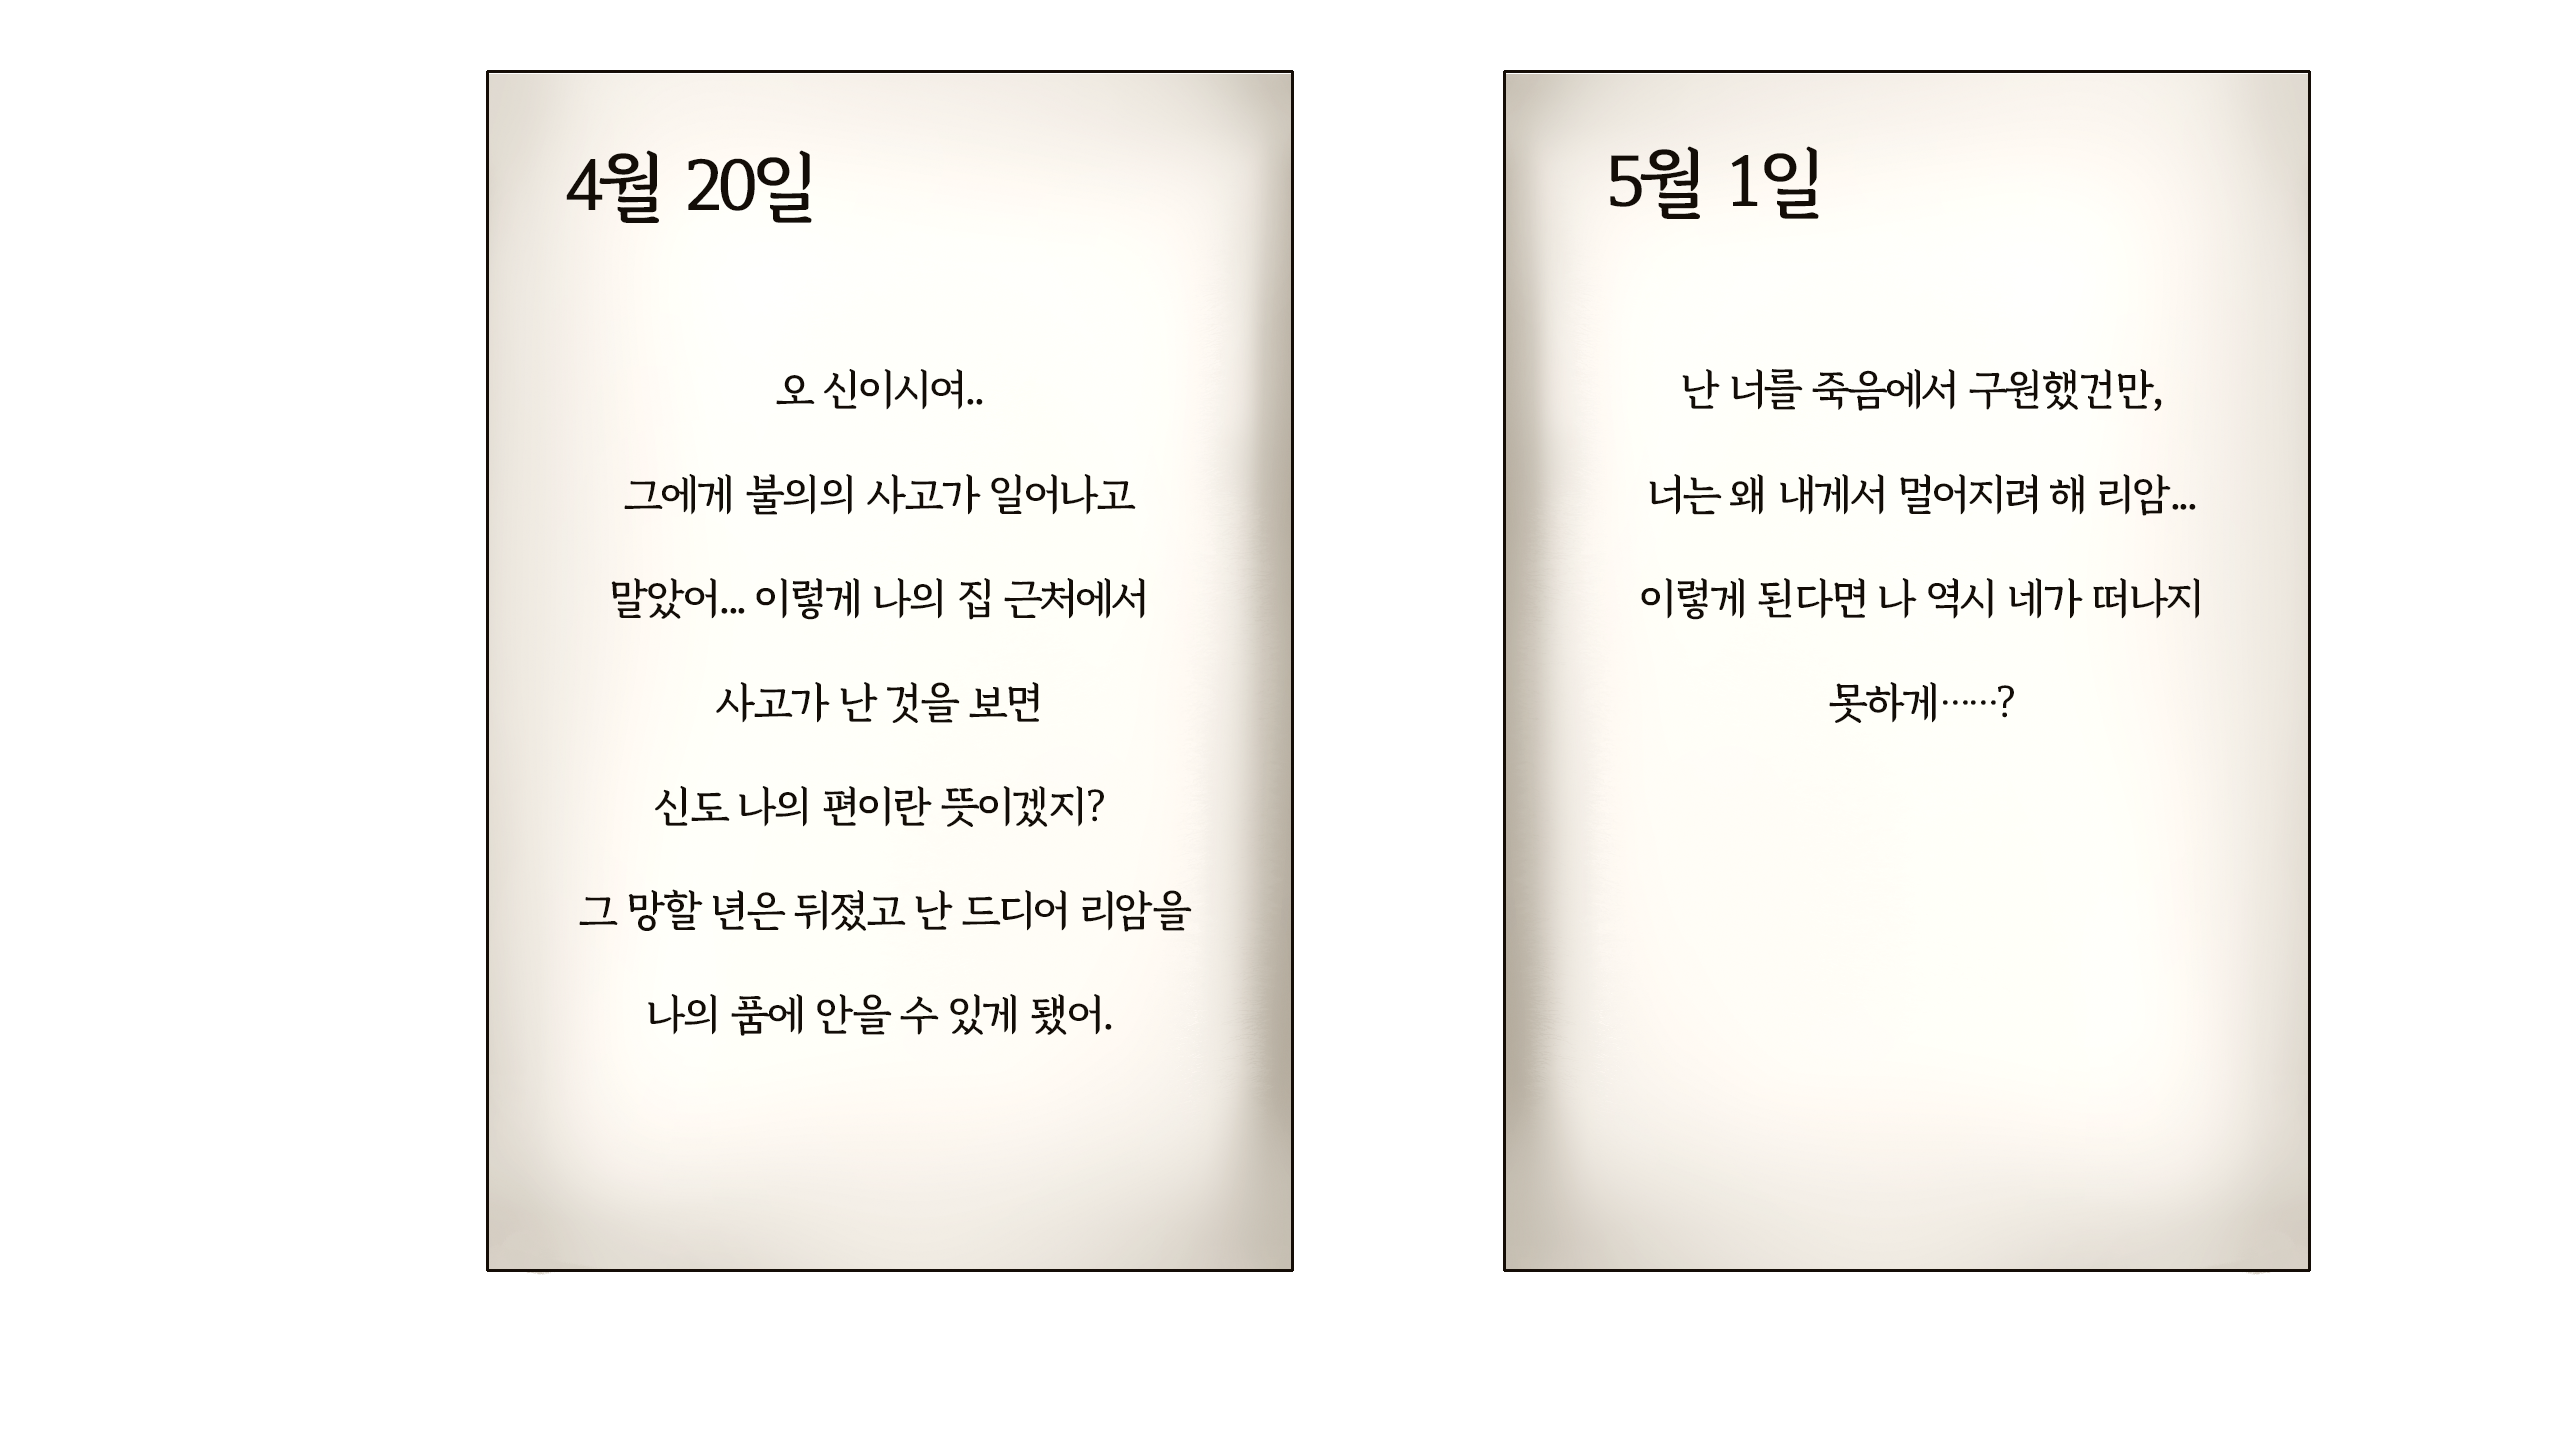 4월 20일
오 신이시여..
그에게 불의의 사고가 일어나고
말았어... 이렇게 나의 집 근처에서
사고가 난 것을 보면
신도 나의 편이란 뜻이겠지?
그 망할 년은 뒤졌고 난 드디어 리암을
나의 품에 안을 수 있게 됐어.
5월 1일
난 너를 죽음에서 구원했건만,
너는 왜 내게서 멀어지려 해 리암...
이렇게 된다면 나 역시 네가 떠나지
못하게……?